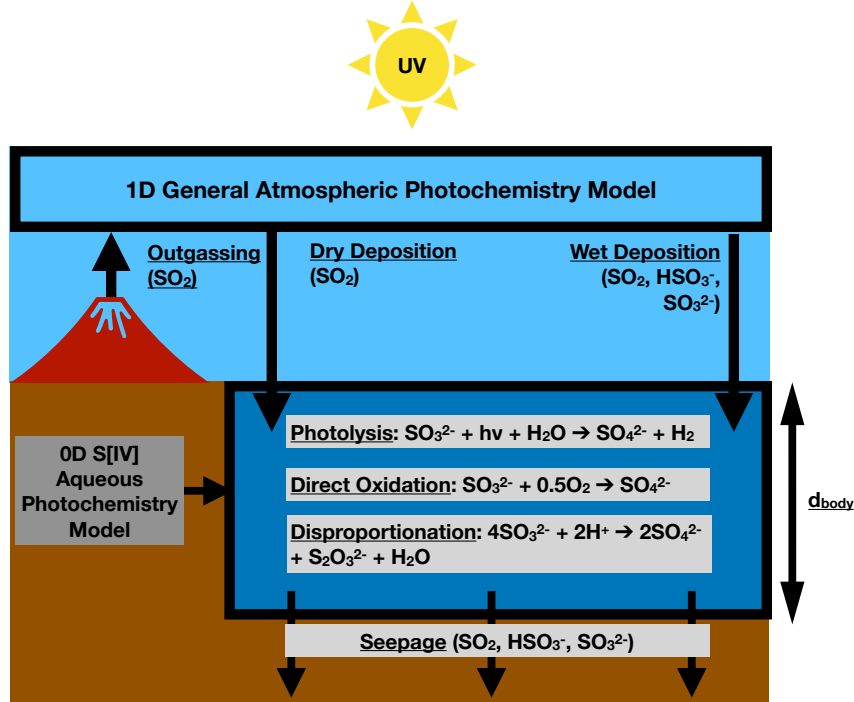 UV
1D General Atmospheric Photochemistry Model
Outgassing
(SO₂)
Dry Deposition
(SO₂)
Wet Deposition
(SO₂, HSO₃⁻,
SO₃²⁻)
0D S[IV]
Aqueous
Photochemistry
Model
Photolysis: SO₃²⁻ + hν + H₂O ➔ SO₄²⁻ + H₂
Direct Oxidation: SO₃²⁻ + 0.5O₂ ➔ SO₄²⁻
Disproportionation: 4SO₃²⁻ + 2H⁺ ➔ 2SO₄²⁻
+ S₂O₃²⁻ + H₂O
d_body
Seepage (SO₂, HSO₃⁻, SO₃²⁻)